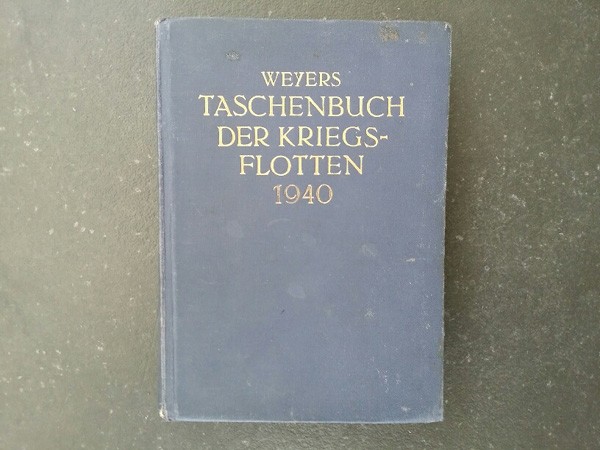 WEYERS
TASCHENBUCH
DER KRIEGS-
FLOTTEN
1940